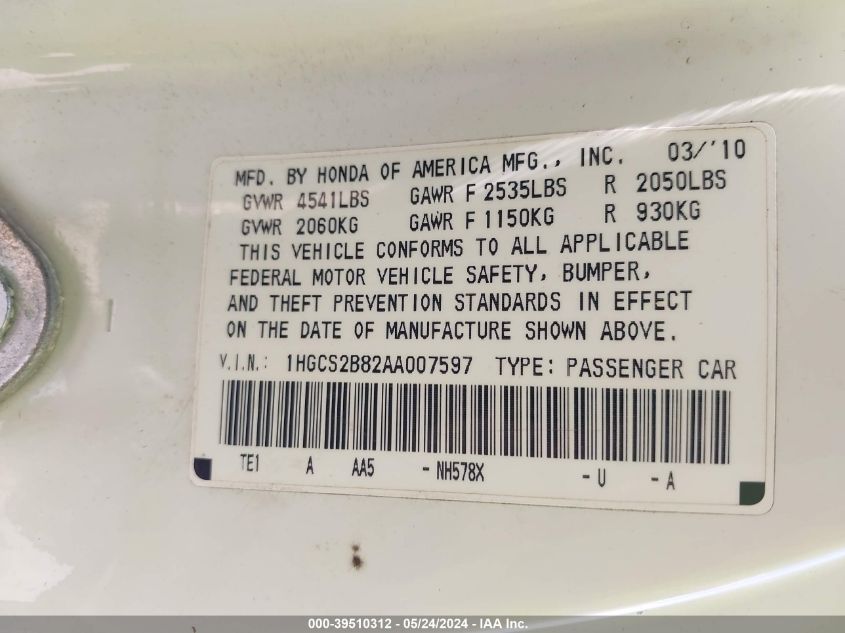 MFD. BY HONDA OF AMERICA MFG., INC. 03/'10
GVWR 4541LBS GAWR F 2535LBS R 2050LBS
GVWR 2060KG GAWR F 1150KG R 930KG
THIS VEHICLE CONFORMS TO ALL APPLICABLE
FEDERAL MOTOR VEHICLE SAFETY, BUMPER,
AND THEFT PREVENTION STANDARDS IN EFFECT
ON THE DATE OF MANUFACTURE SHOWN ABOVE.
V.I.N.: 1HGCS2B82AA007597 TYPE: PASSENGER CAR
TE1 A AA5 -NH578X -U -A
000-39510312 - 05/24/2024 - IAA Inc.